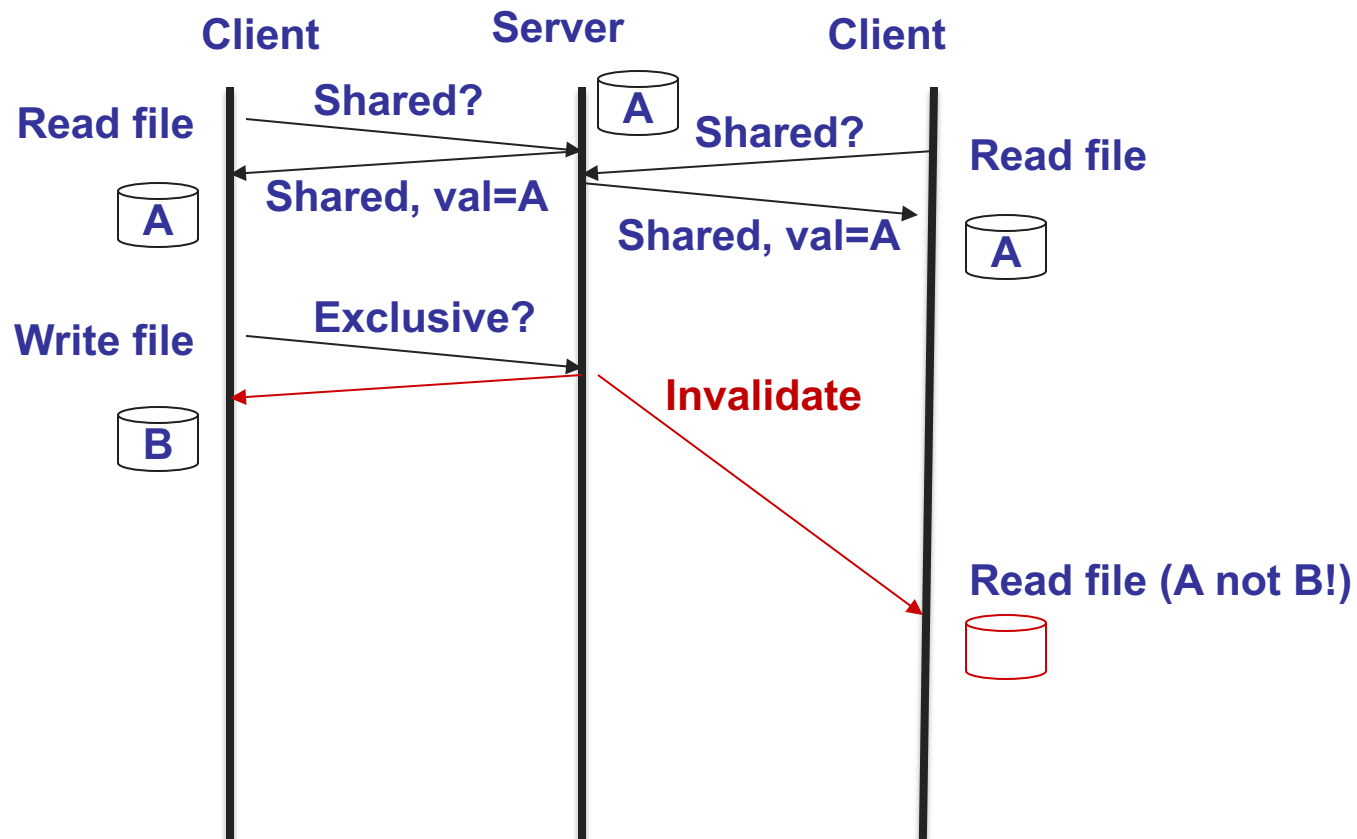 Client
Server
Client
Shared?
A
Read file
Shared?
Read file
Shared, val=A
A
Shared, val=A
A
Exclusive?
Write file
Invalidate
B
Read file (A not B!)